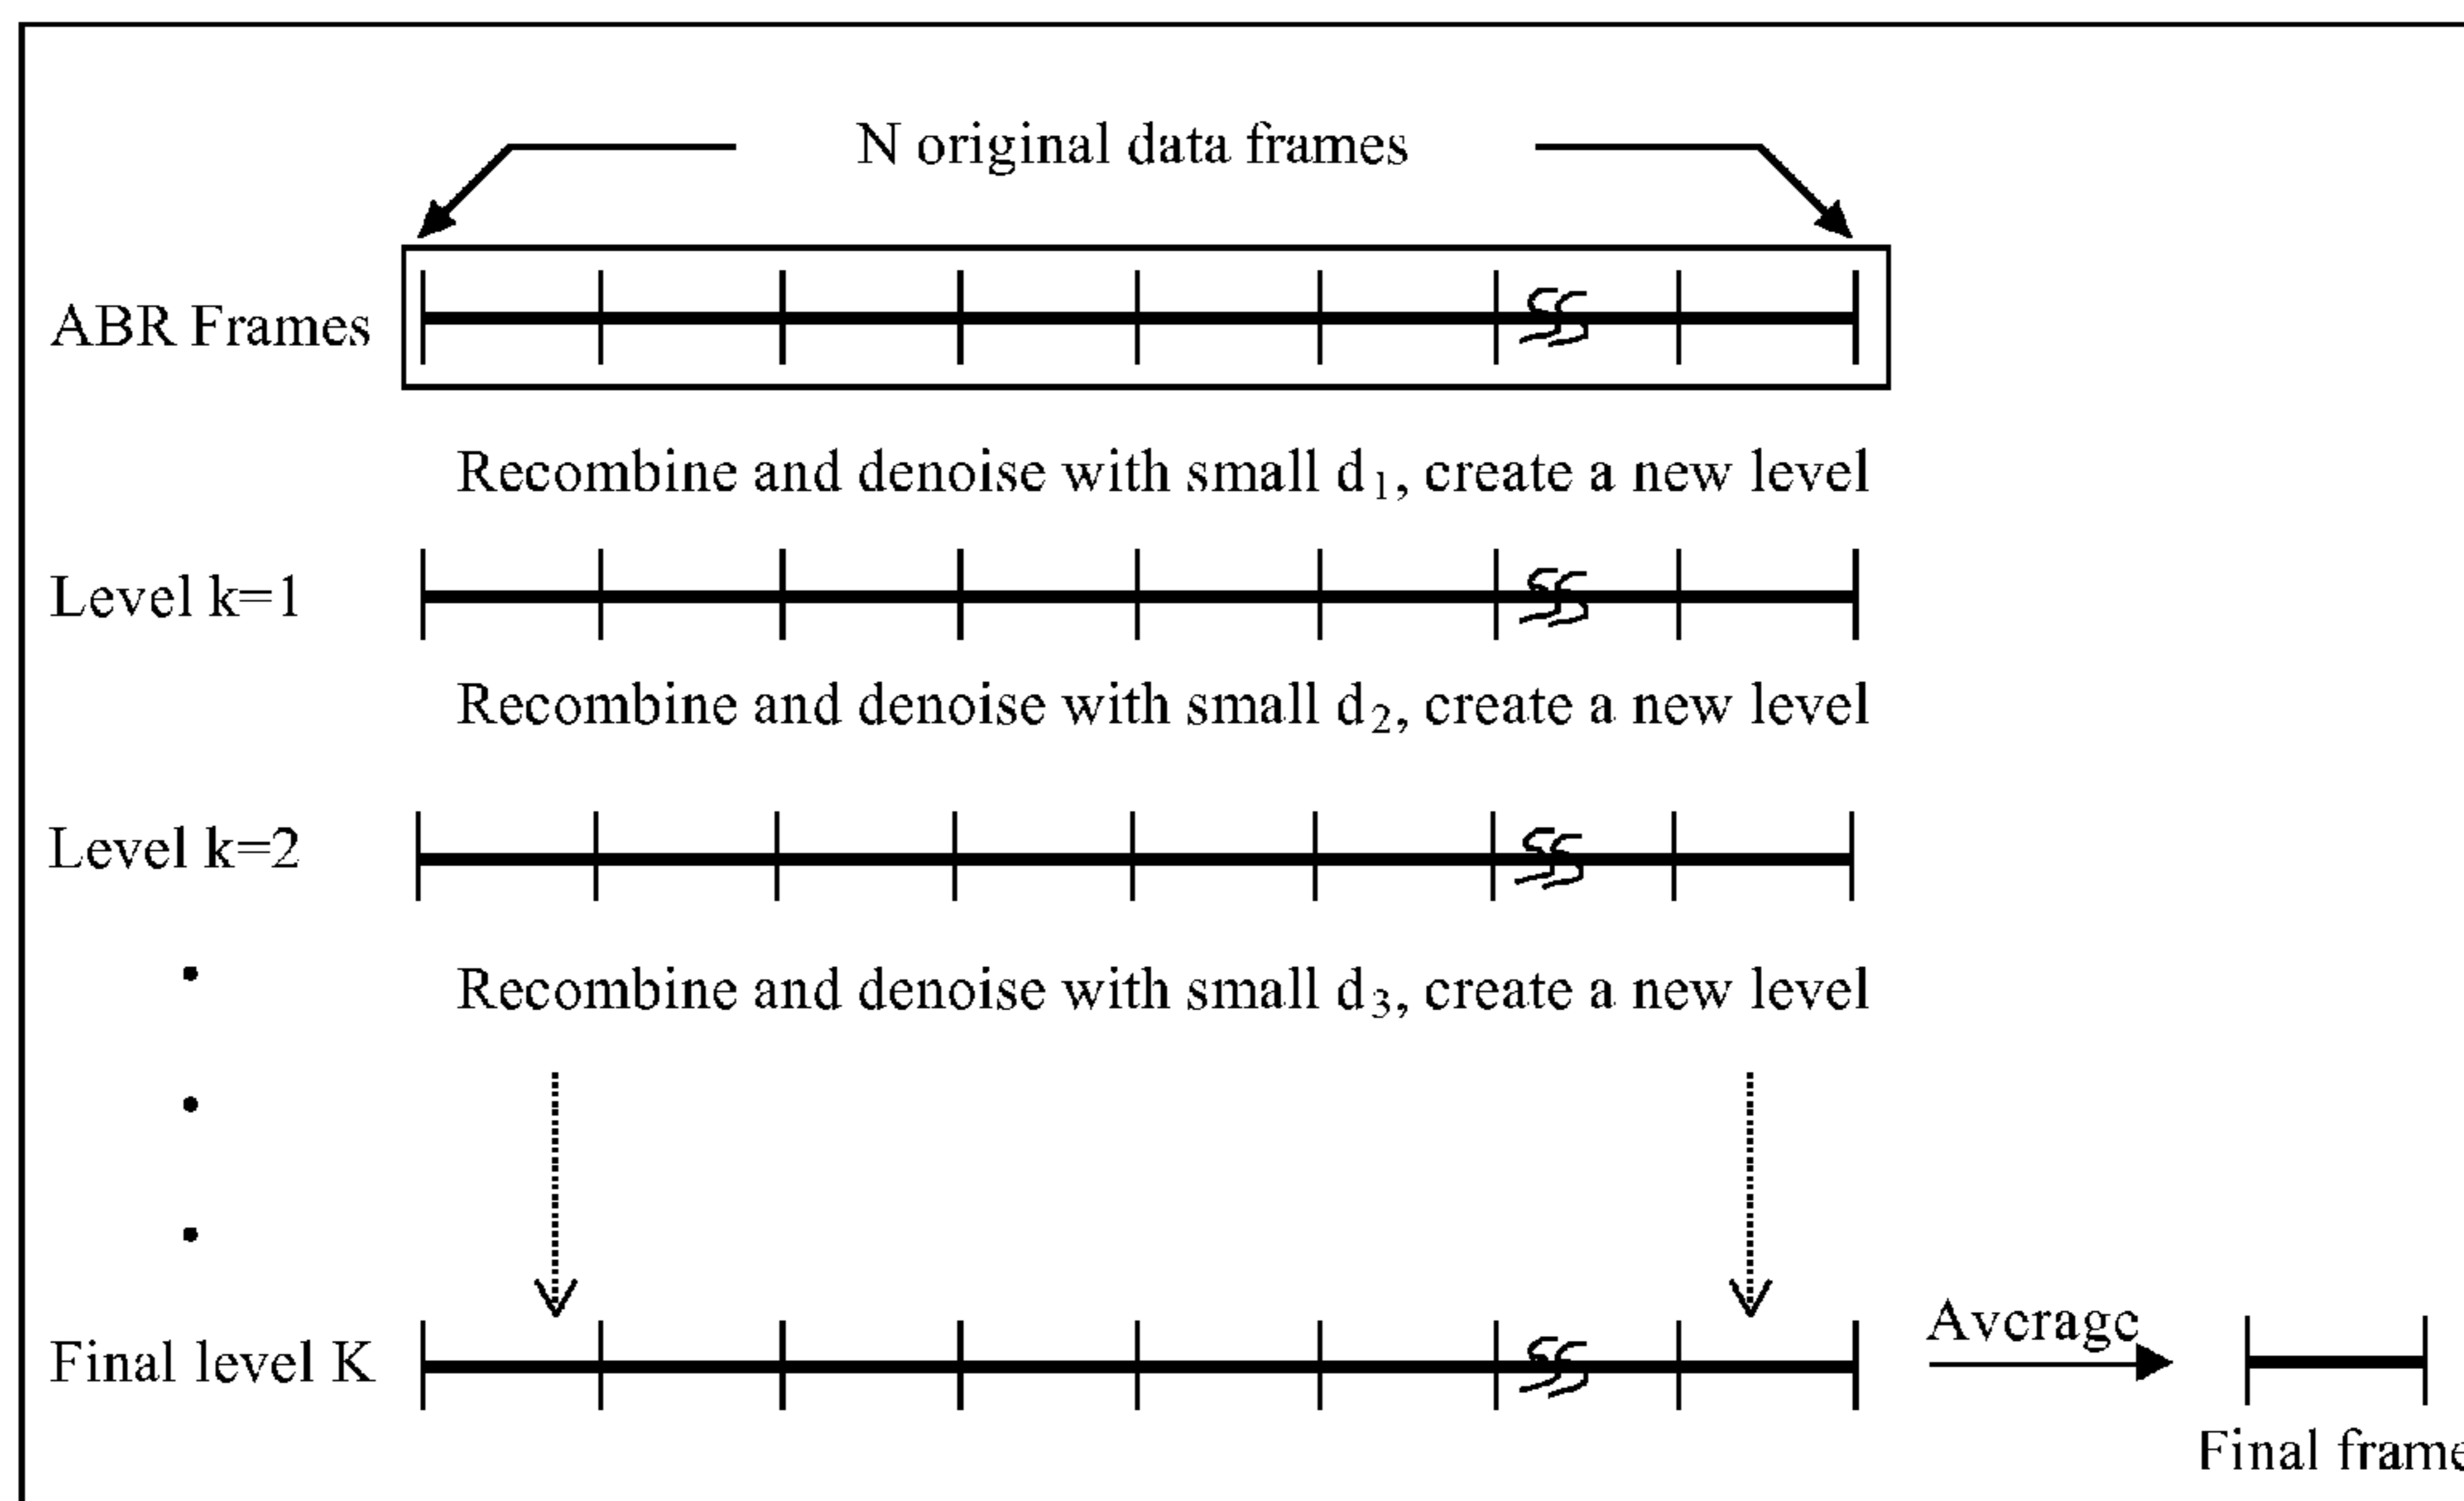 N original data frames
ABR Frames
Recombine and denoise with small d₁, create a new level
Level k=1
Recombine and denoise with small d₂, create a new level
Level k=2
Recombine and denoise with small d₃, create a new level
Final level K
Average
Final frame